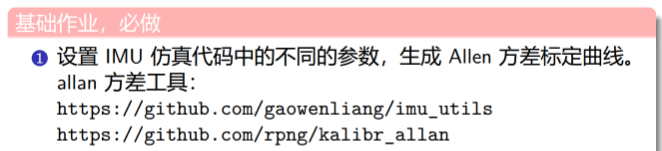 基础作业，必做
1 设置 IMU 仿真代码中的不同的参数，生成 Allen 方差标定曲线。
allan 方差工具：
https://github.com/gaowenliang/imu_utils
https://github.com/rpng/kalibr_allan